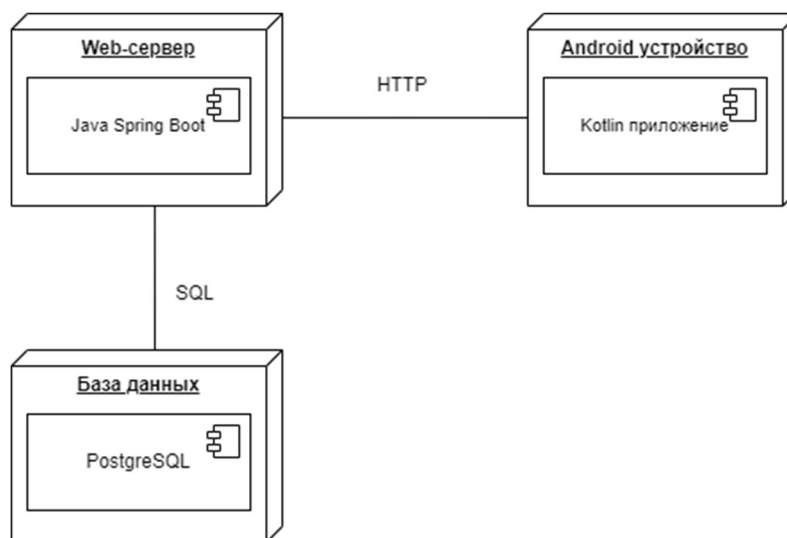 Web-сервер
Java Spring Boot
HTTP
Android устройство
Kotlin приложение
SQL
База данных
PostgreSQL